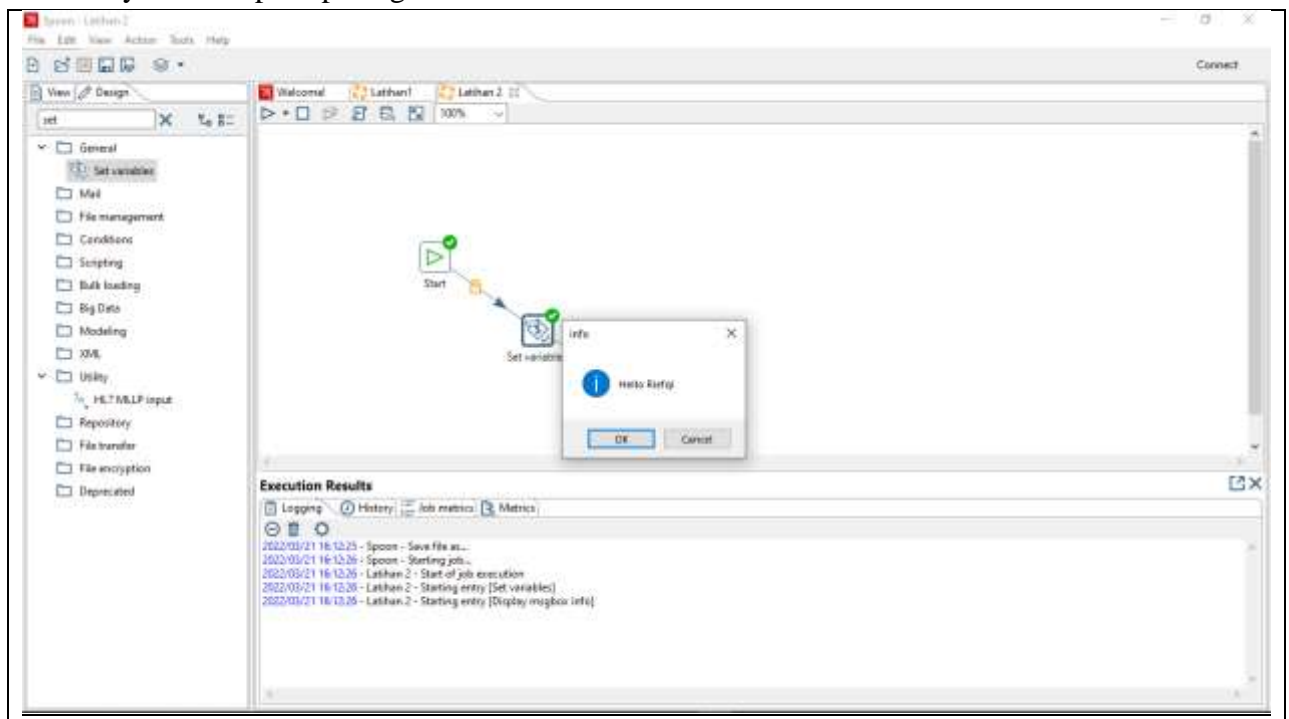 Spoon - Latihan 2
File Edit View Action Tools Help
Connect
View Design
Welcome! Latihan1 Latihan 2
set
100%
General
Set variables
Mail
File management
Conditions
Scripting
Bulk loading
Big Data
Modeling
XML
Utility
HL7 MLLP input
Repository
File transfer
File encryption
Deprecated
Start
Set variable
info
Hello Riefqi
OK Cancel
Execution Results
Logging History Job metrics Metrics
2022/03/21 16:12:25 - Spoon - Save file as...
2022/03/21 16:12:26 - Spoon - Starting job...
2022/03/21 16:12:26 - Latihan 2 - Start of job execution
2022/03/21 16:12:26 - Latihan 2 - Starting entry [Set variables]
2022/03/21 16:12:26 - Latihan 2 - Starting entry [Display msgbox info]